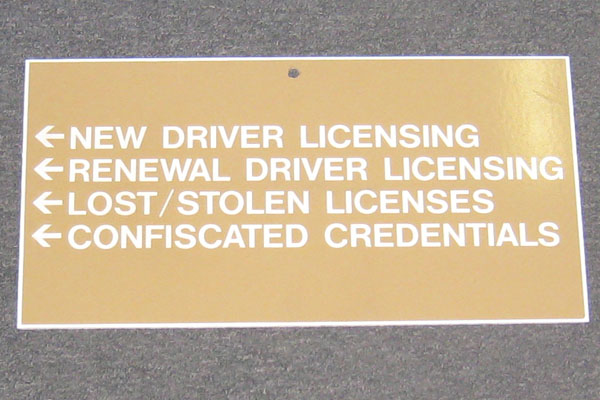 ←NEW DRIVER LICENSING
←RENEWAL DRIVER LICENSING
←LOST/STOLEN LICENSES
←CONFISCATED CREDENTIALS